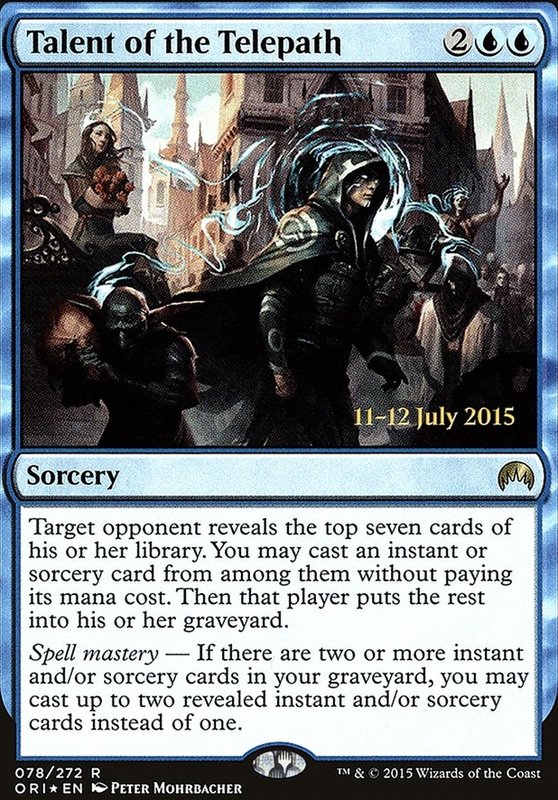 Talent of the Telepath 2
11–12 July 2015
Sorcery
Target opponent reveals the top seven cards of
his or her library. You may cast an instant or
sorcery card from among them without paying
its mana cost. Then that player puts the rest
into his or her graveyard.
Spell mastery — If there are two or more instant
and/or sorcery cards in your graveyard, you may
cast up to two revealed instant and/or sorcery
cards instead of one.
078/272 R
ORI★EN Peter Mohrbacher
™ & © 2015 Wizards of the Coast